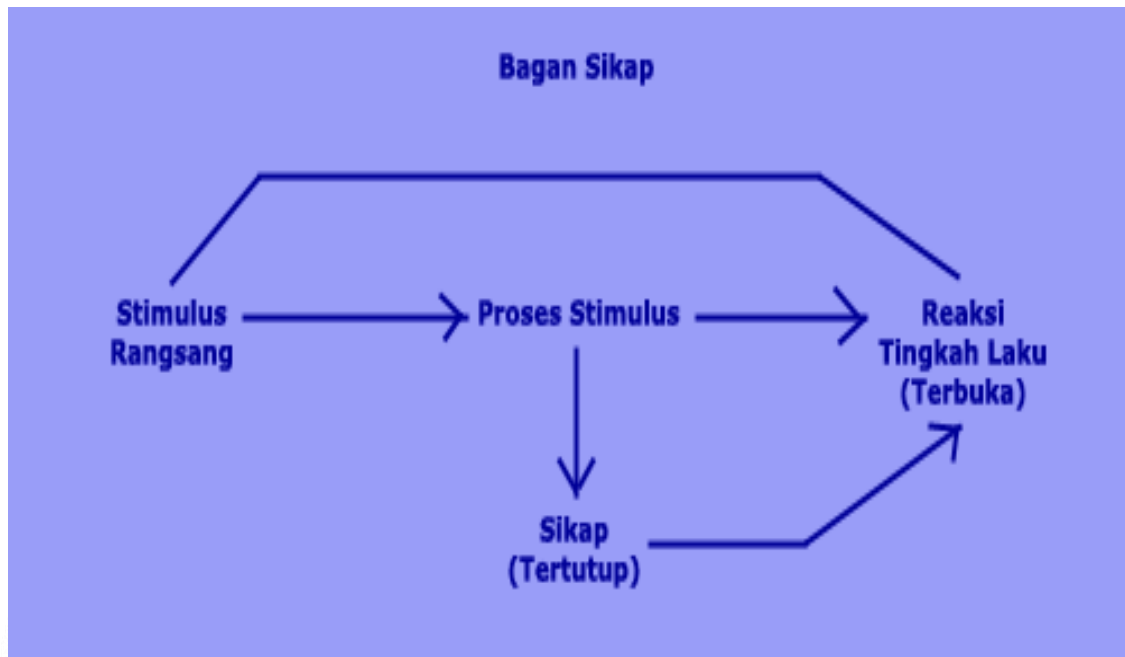 Bagan Sikap
Stimulus
Rangsang
Proses Stimulus
Reaksi
Tingkah Laku
(Terbuka)
Sikap
(Tertutup)